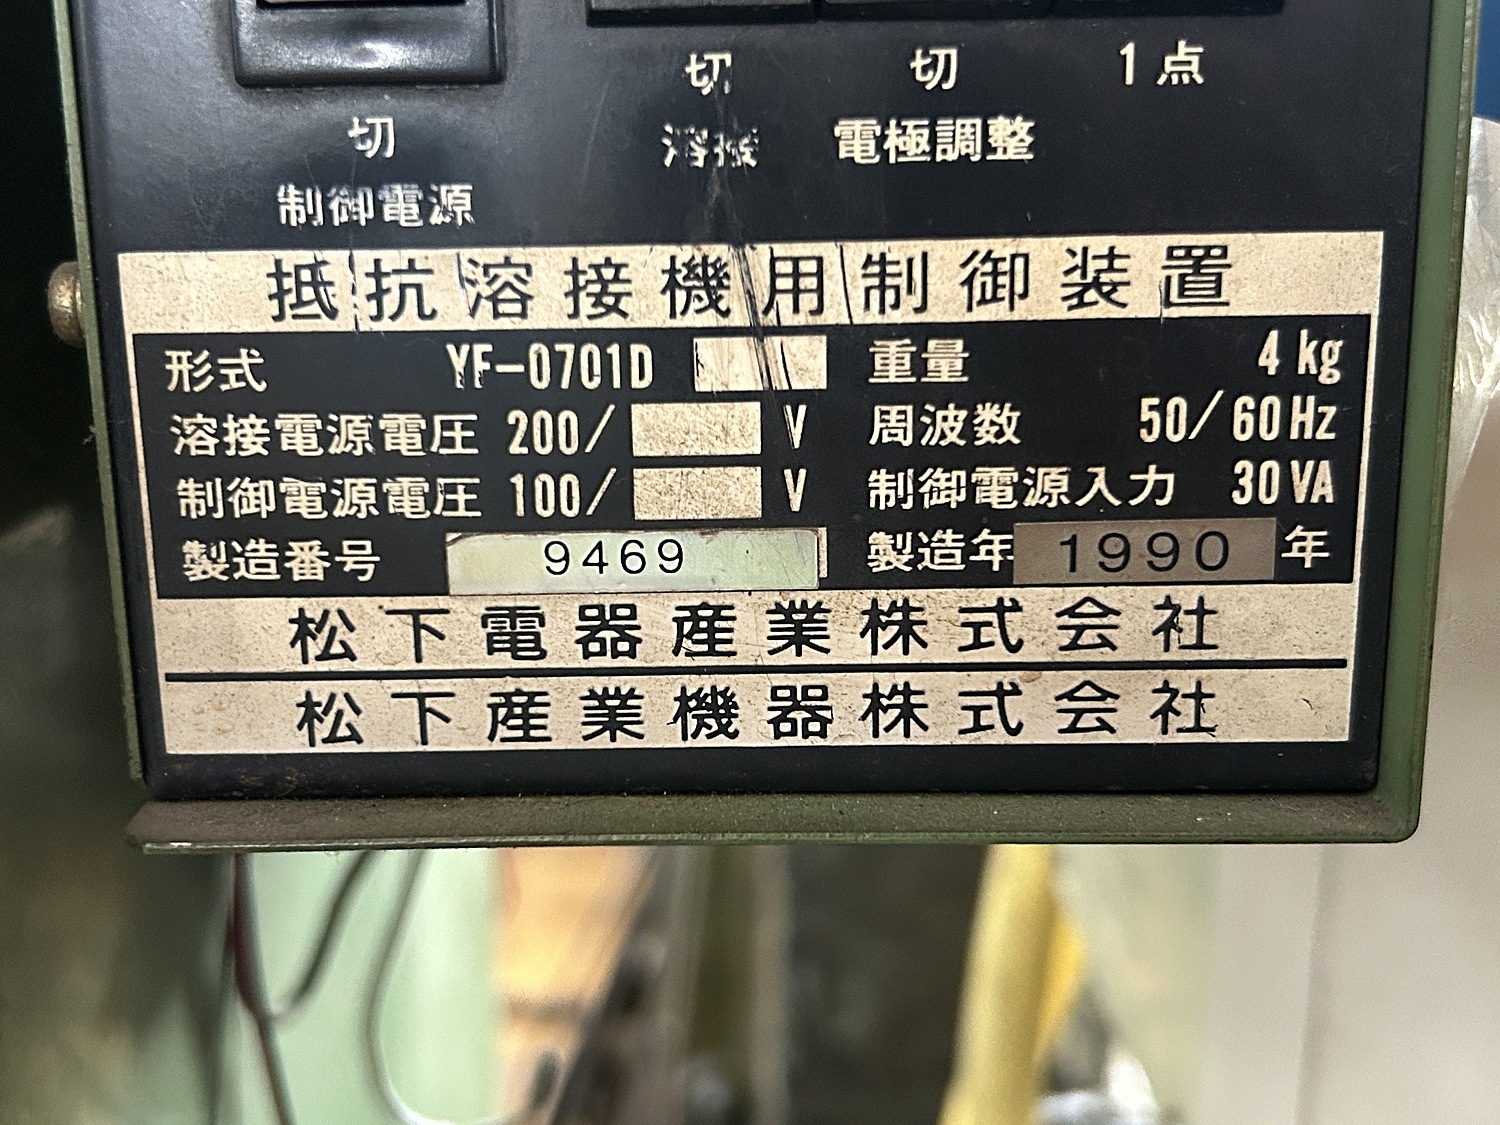 切 切 1点
切 溶接 電極調整
制御電源
抵抗溶接機用制御装置
形式 YF-0701D 重量 4 kg
溶接電源電圧 200/ V 周波数 50/60Hz
制御電源電圧 100/ V 制御電源入力 30VA
製造番号 9469 製造年 1990 年
松下電器産業株式会社
松下産業機器株式会社